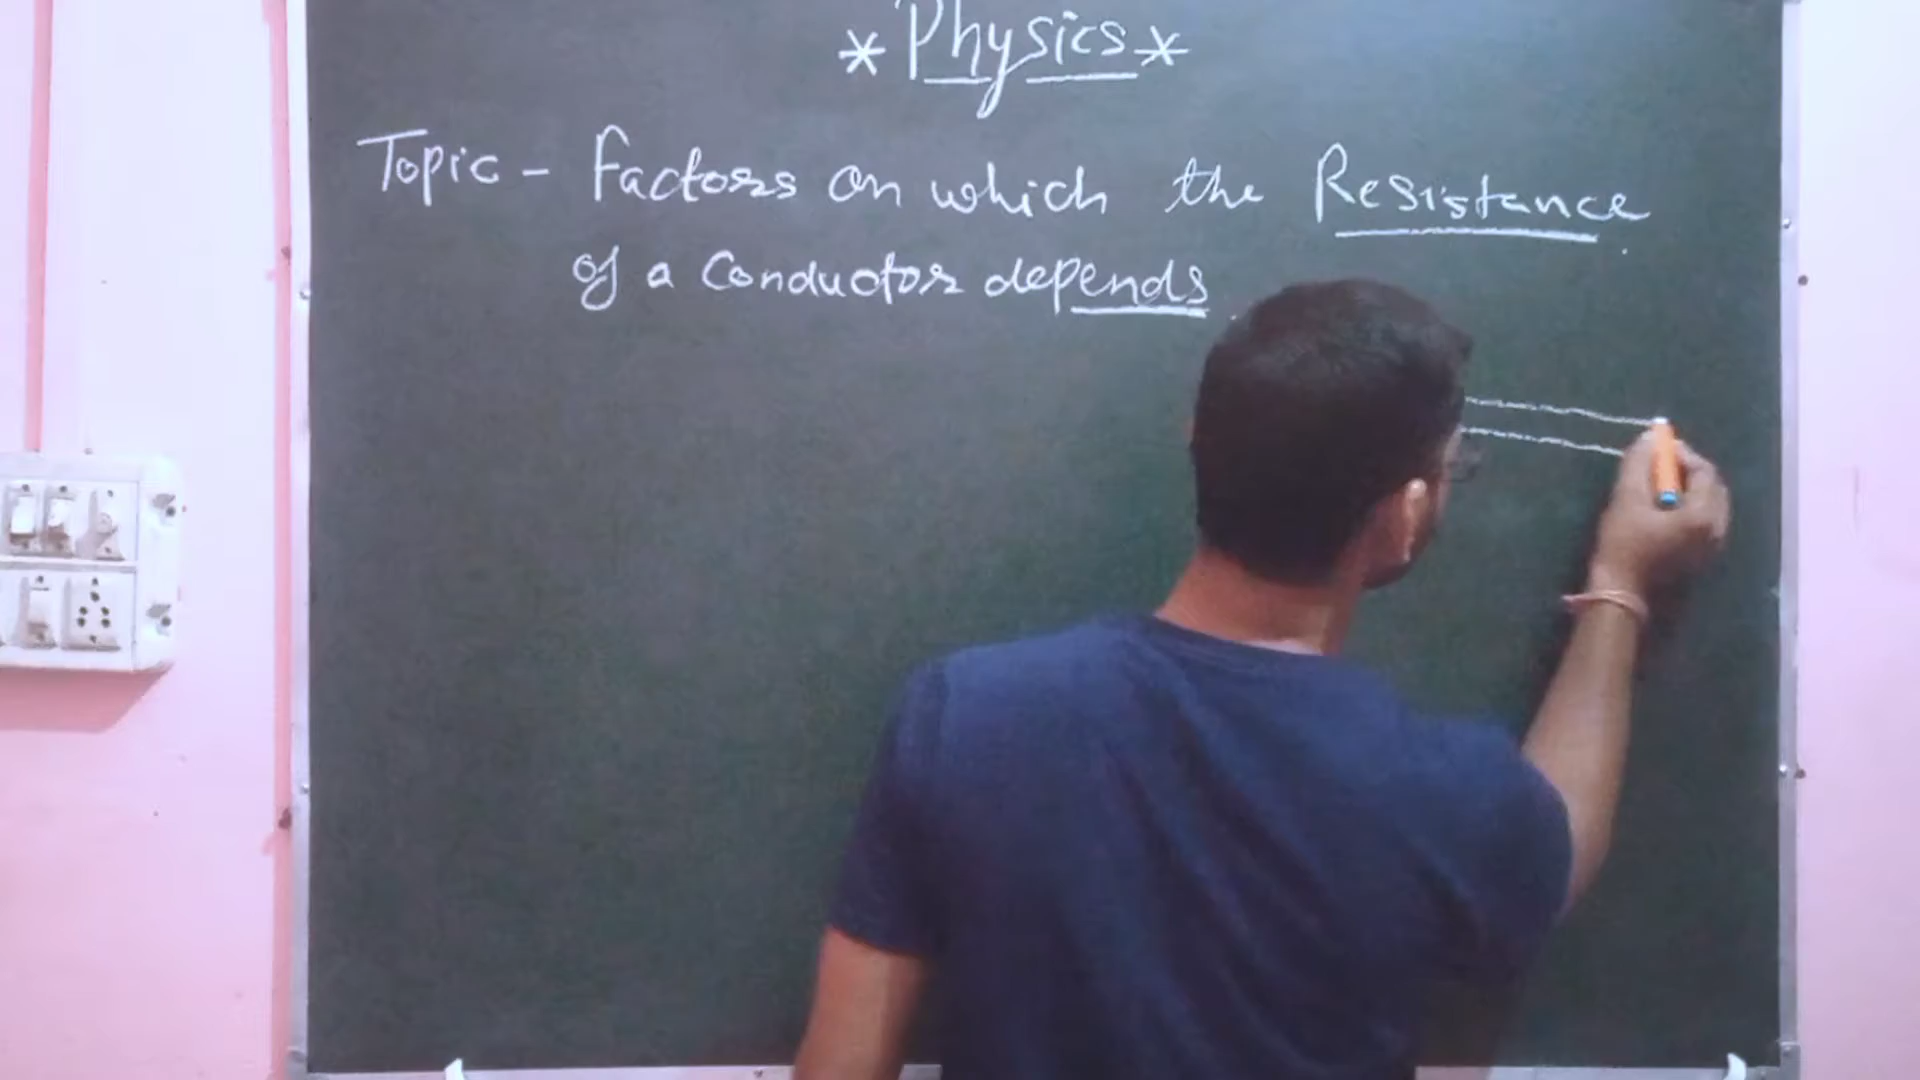 * Physics *
Topic - Factors on which the Resistance
of a Conductor depends.